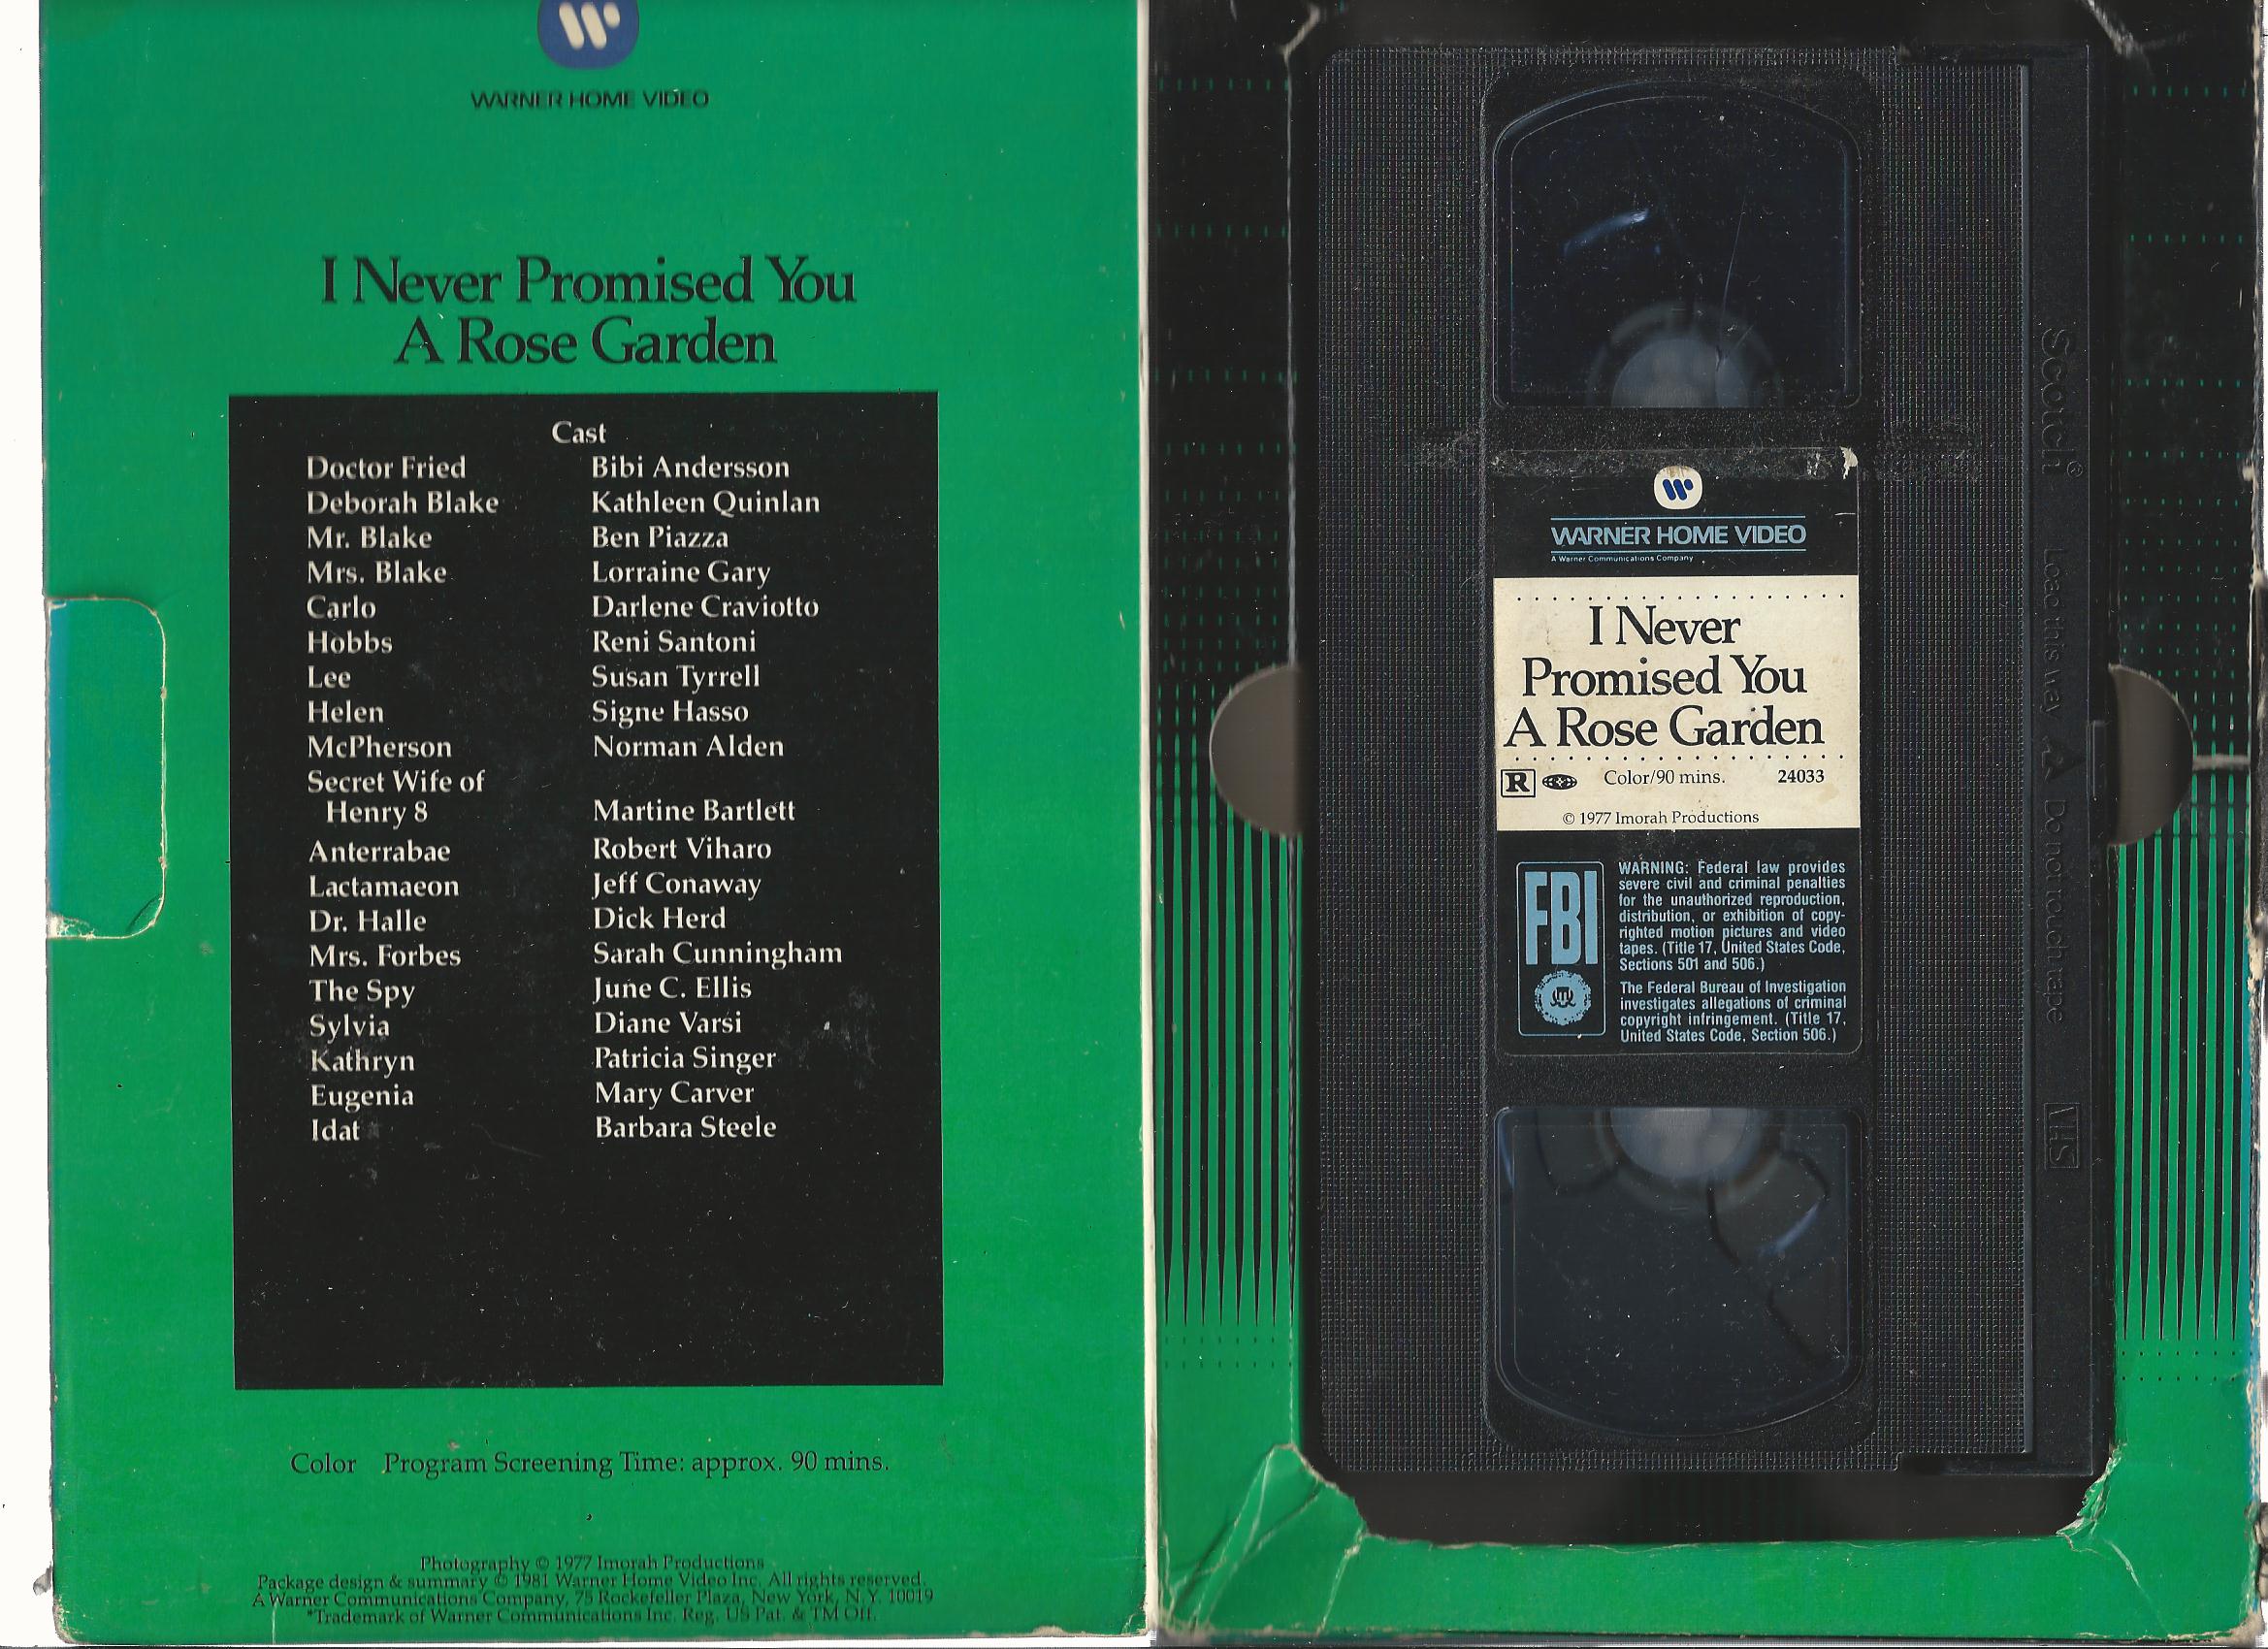 WARNER HOME VIDEO
I Never Promised You
A Rose Garden
Cast
Doctor Fried Bibi Andersson
Deborah Blake Kathleen Quinlan
Mr. Blake Ben Piazza
Mrs. Blake Lorraine Gary
Carlo Darlene Craviotto
Hobbs Reni Santoni
Lee Susan Tyrrell
Helen Signe Hasso
McPherson Norman Alden
Secret Wife of
Henry 8 Martine Bartlett
Anterrabae Robert Viharo
Lactamaeon Jeff Conaway
Dr. Halle Dick Herd
Mrs. Forbes Sarah Cunningham
The Spy June C. Ellis
Sylvia Diane Varsi
Kathryn Patricia Singer
Eugenia Mary Carver
Idat Barbara Steele
Color Program Screening Time: approx. 90 mins.
Photography © 1977 Imorah Productions
Package design & summary © 1981 Warner Home Video Inc. All rights reserved.
A Warner Communications Company, 75 Rockefeller Plaza, New York, N.Y. 10019
*Trademark of Warner Communications Inc. Reg. US Pat. & TM Off.
WARNER HOME VIDEO
A Warner Communications Company
I Never
Promised You
A Rose Garden
R Color/90 mins. 24033
© 1977 Imorah Productions
FBI
WARNING: Federal law provides
severe civil and criminal penalties
for the unauthorized reproduction,
distribution, or exhibition of copy-
righted motion pictures and video
tapes. (Title 17, United States Code,
Sections 501 and 506.)
The Federal Bureau of Investigation
investigates allegations of criminal
copyright infringement. (Title 17,
United States Code, Section 506.)
Scotch® Load this way Do not touch tape VHS